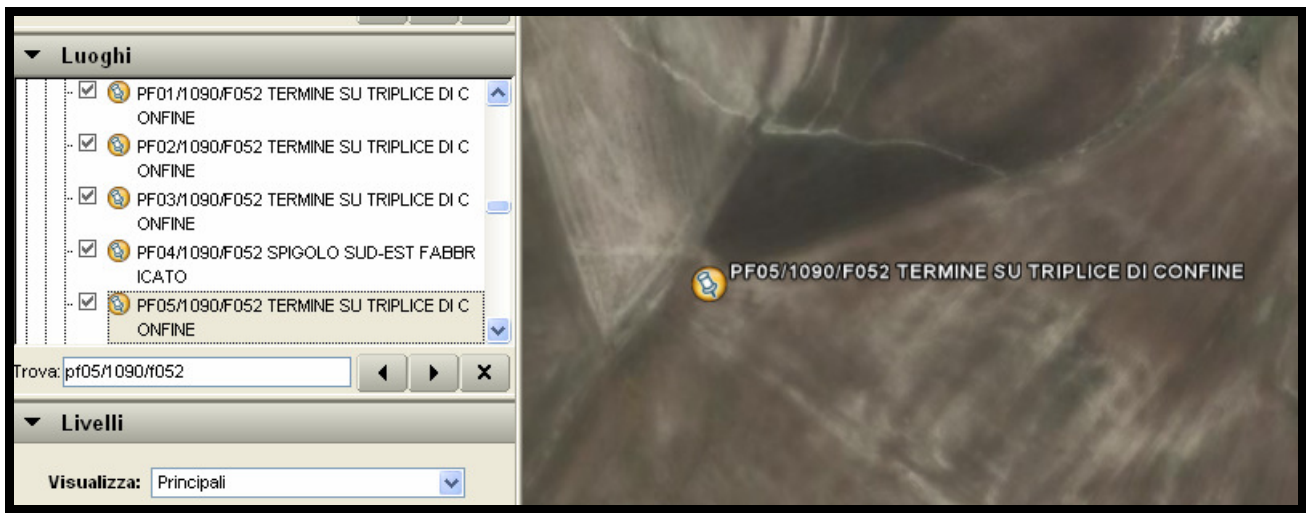 Luoghi
PF01/1090/F052 TERMINE SU TRIPLICE DI C
ONFINE
PF02/1090/F052 TERMINE SU TRIPLICE DI C
ONFINE
PF03/1090/F052 TERMINE SU TRIPLICE DI C
ONFINE
PF04/1090/F052 SPIGOLO SUD-EST FABBR
ICATO
PF05/1090/F052 TERMINE SU TRIPLICE DI C
ONFINE
Trova: pf05/1090/f052
Livelli
Visualizza: Principali
PF05/1090/F052 TERMINE SU TRIPLICE DI CONFINE